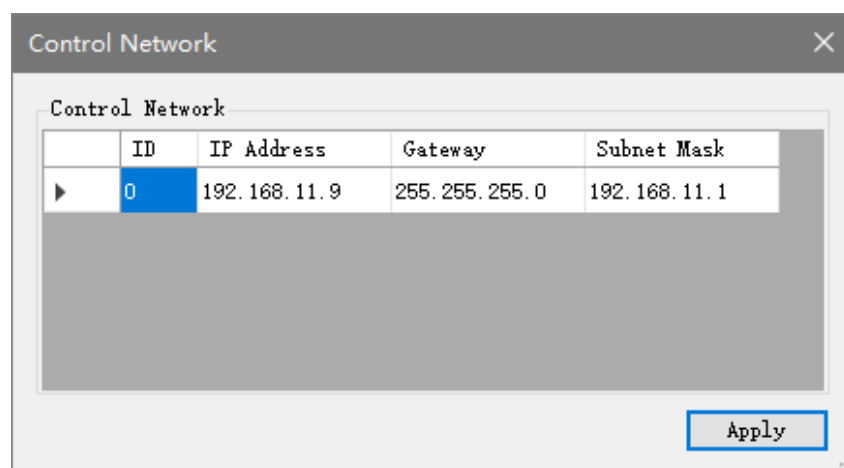 Control Network
Control Network
ID IP Address Gateway Subnet Mask
0 192.168.11.9 255.255.255.0 192.168.11.1
Apply